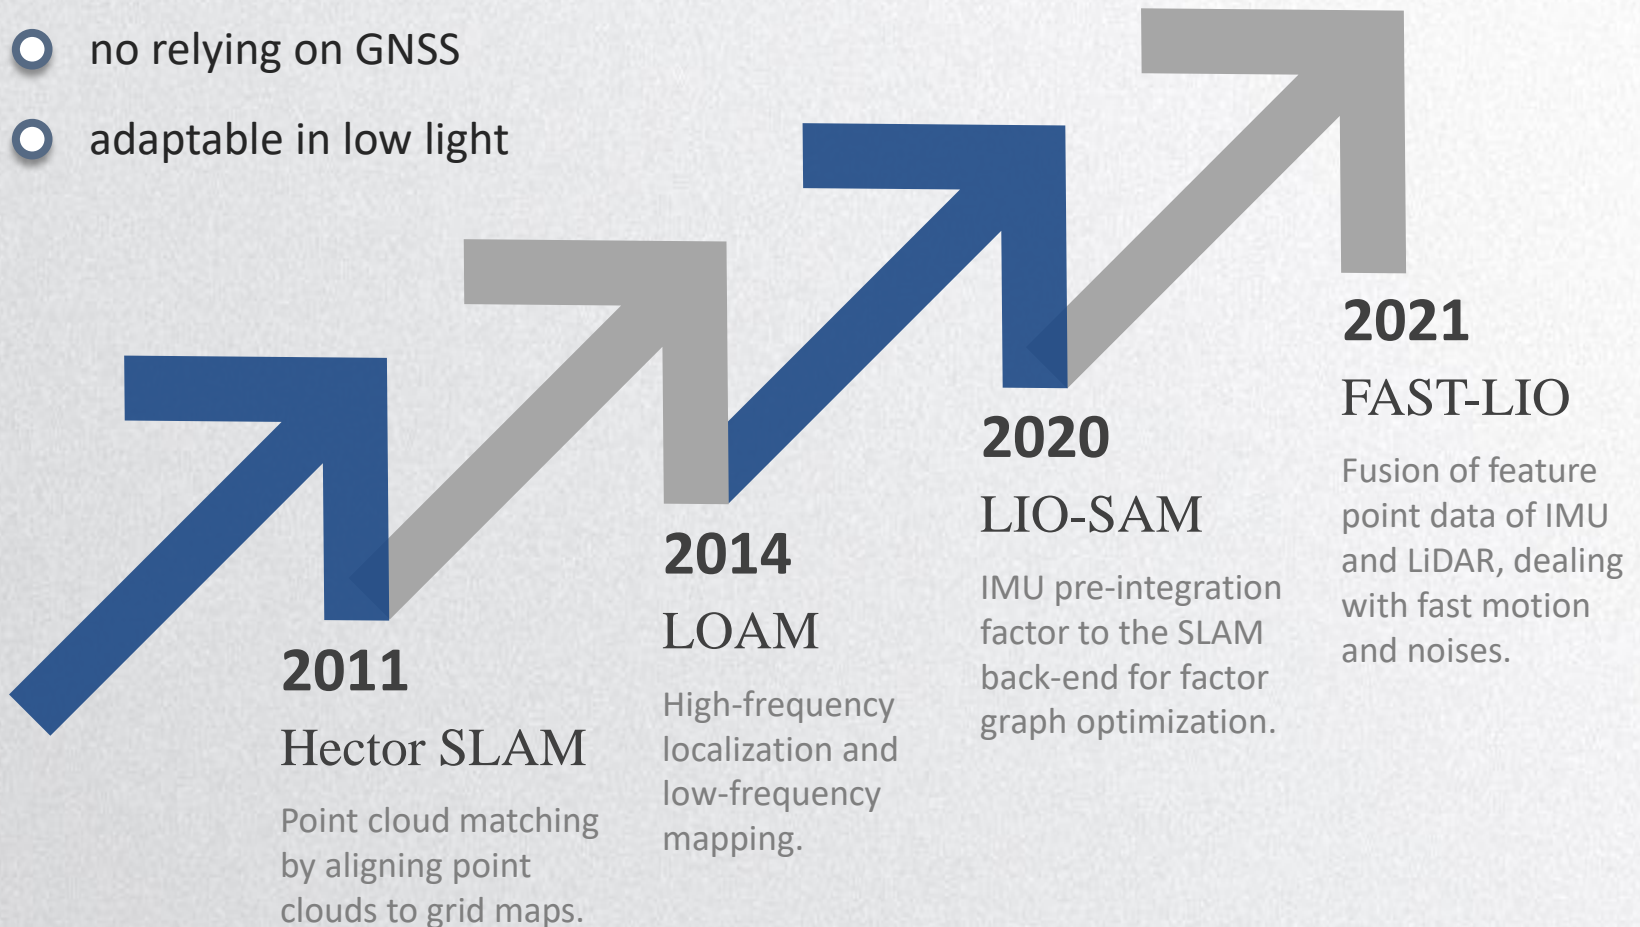 no relying on GNSS
adaptable in low light
2011
Hector SLAM
Point cloud matching
by aligning point
clouds to grid maps.
2014
LOAM
High-frequency
localization and
low-frequency
mapping.
2020
LIO-SAM
IMU pre-integration
factor to the SLAM
back-end for factor
graph optimization.
2021
FAST-LIO
Fusion of feature
point data of IMU
and LiDAR, dealing
with fast motion
and noises.